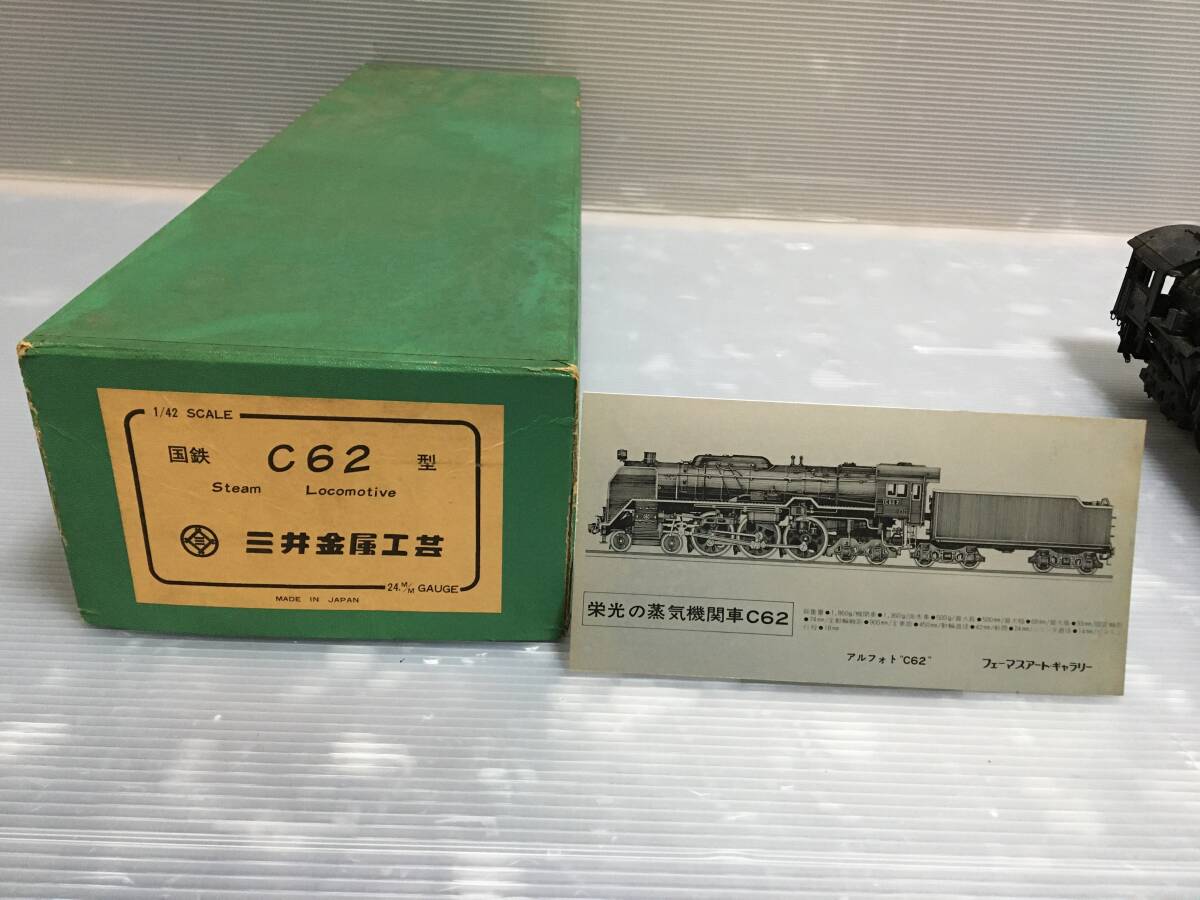 1/42 SCALE
国鉄 C62 型
Steam Locomotive
三井金属工芸
24.M/M GAUGE
MADE IN JAPAN
栄光の蒸気機関車C62
アルフォト"C62" フェーマスアートギャラリー